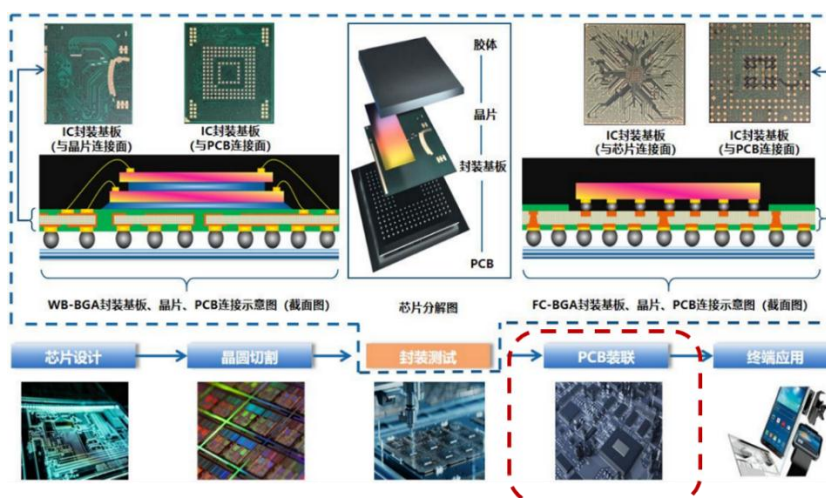 胶体
晶片
封装基板
PCB
IC封装基板
(与晶片连接面)
IC封装基板
(与PCB连接面)
IC封装基板
(与芯片连接面)
IC封装基板
(与PCB连接面)
WB-BGA封装基板、晶片、PCB连接示意图 (截面图)
芯片分解图
FC-BGA封装基板、晶片、PCB连接示意图 (截面图)
芯片设计
晶圆切割
封装测试
PCB装联
终端应用